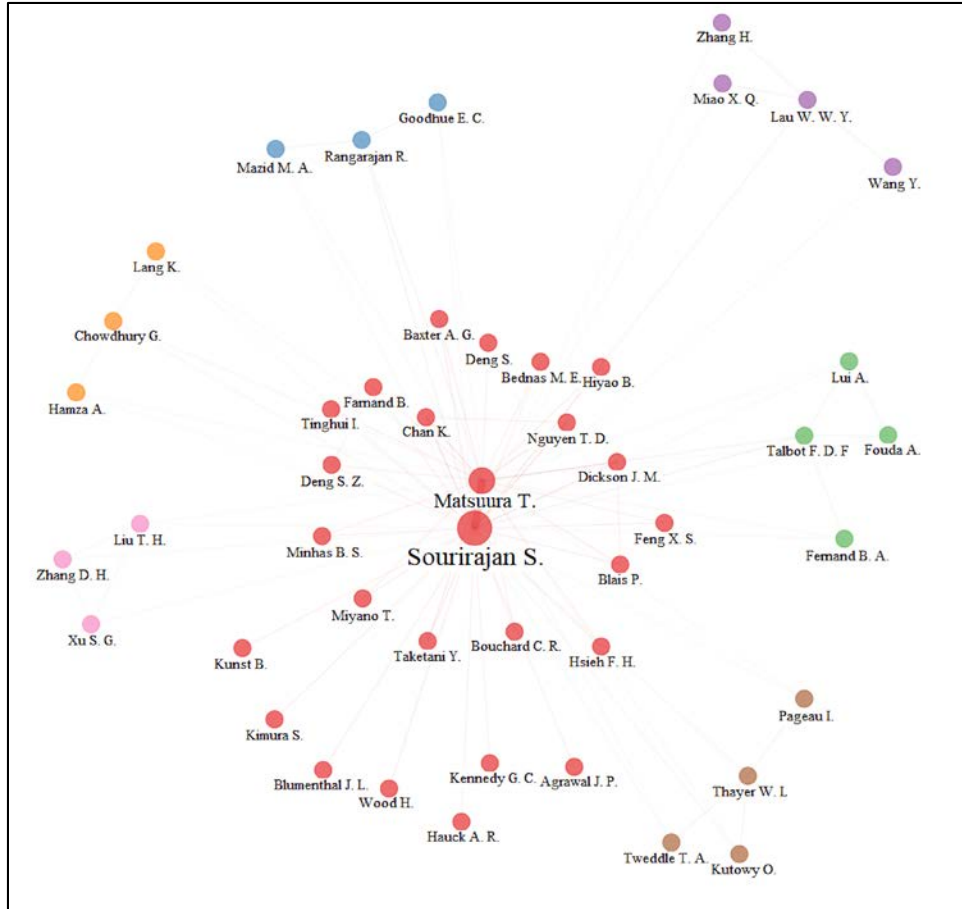 Zhang H.
Miao X. Q.
Lau W. W. Y.
Goodhue E. C.
Rangarajan R.
Mazid M. A.
Wang Y.
Lang K.
Chowdhury G.
Baxter A. G.
Deng S.
Bednas M. E.
Hiyao B.
Lui A.
Hamza A.
Farnand B.
Tinghui I.
Chan K.
Nguyen T. D.
Talbot F. D. F
Fouda A.
Dickson J. M.
Deng S. Z.
Matsuura T.
Liu T. H.
Minhas B. S.
Feng X. S.
Sourirajan S.
Fernand B. A.
Zhang D. H.
Blais P.
Miyano T.
Xu S. G.
Kunst B.
Taketani Y.
Bouchard C. R.
Hsieh F. H.
Pageau I.
Kimura S.
Blumenthal J. L.
Wood H.
Kennedy G. C.
Agrawal J. P.
Thayer W. L
Hauck A. R.
Tweddle T. A.
Kutowy O.